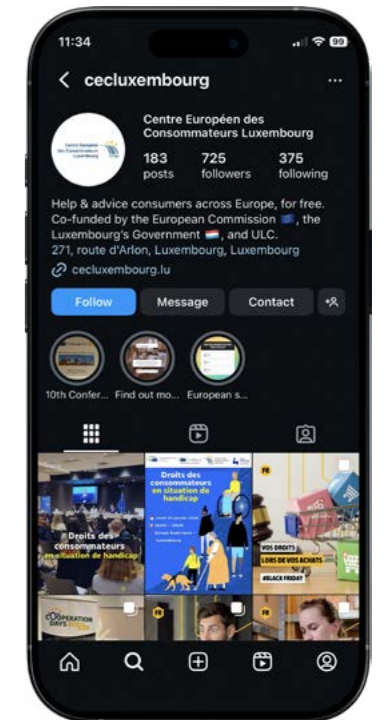 11:34
99
cecluxembourg
Centre Européen des
Consommateurs Luxembourg
183 725 375
posts followers following
Help & advice consumers across Europe, for free.
Co-funded by the European Commission 🇪🇺, the
Luxembourg's Government 🇱🇺, and ULC.
271, route d'Arlon, Luxembourg, Luxembourg
cecluxembourg.lu
Follow Message Contact
10th Confer... Find out mo... European s...
Droits des
consommateurs
en situation de handicap
Droits des
consommateurs
en situation de
handicap
FR
VOS DROITS
LORS DE VOS ACHATS
#BLACK FRIDAY
COOPERATION
DAYS
FR
FR